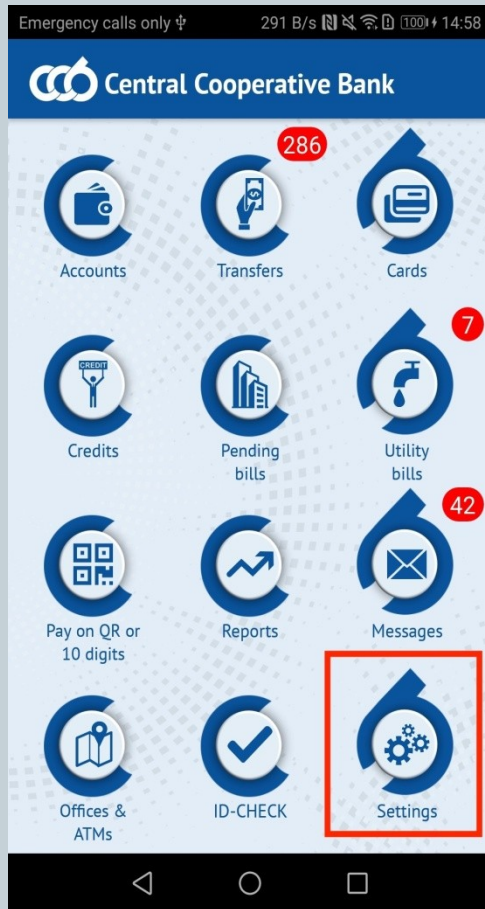 Emergency calls only 291 B/s 100 14:58
CCB Central Cooperative Bank
286
Accounts Transfers Cards
7
CREDIT
Credits Pending bills Utility bills
42
Pay on QR or 10 digits Reports Messages
Offices & ATMs ID-CHECK Settings